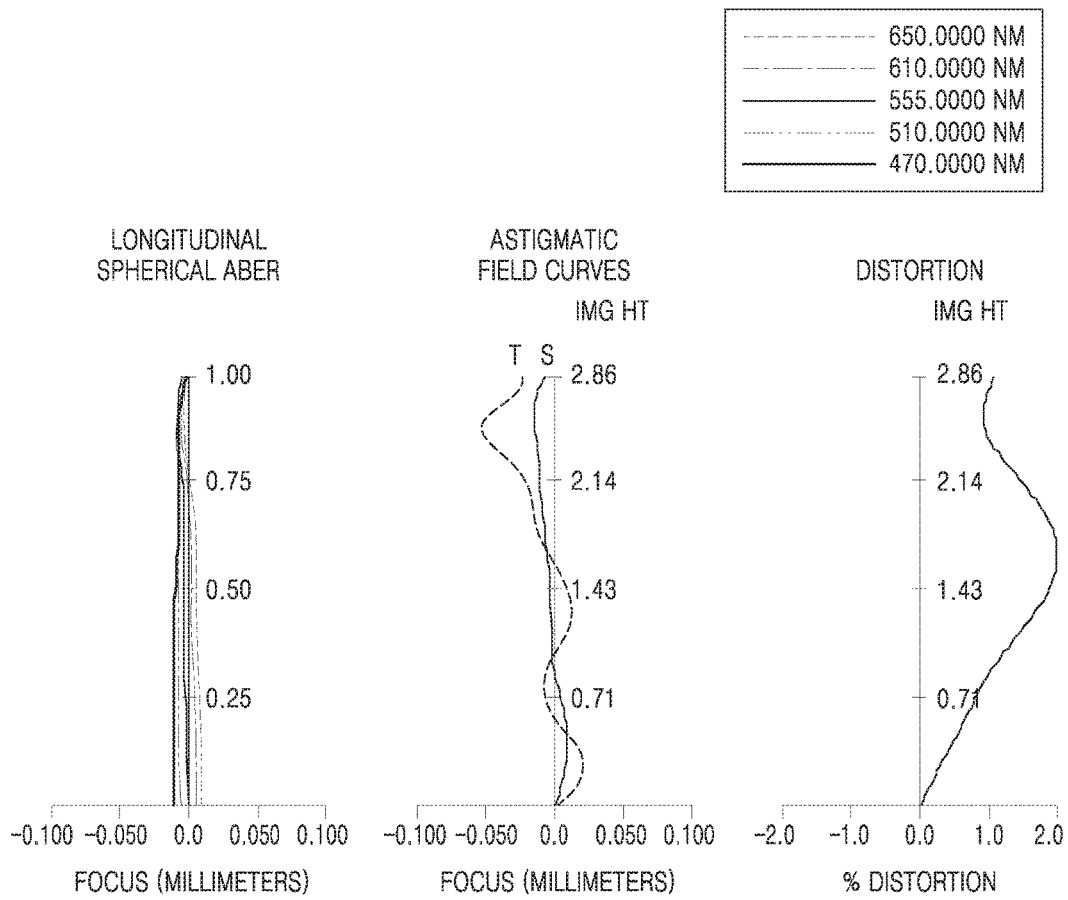 650.0000 NM
610.0000 NM
555.0000 NM
510.0000 NM
470.0000 NM
LONGITUDINAL
SPHERICAL ABER
ASTIGMATIC
FIELD CURVES
DISTORTION
IMG HT
IMG HT
T S
1.00
2.86
2.86
0.75
2.14
2.14
0.50
1.43
1.43
0.25
0.71
0.71
-0.100 -0.050 0.0 0.050 0.100
-0.100 -0.050 0.0 0.050 0.100
-2.0 -1.0 0.0 1.0 2.0
FOCUS (MILLIMETERS)
FOCUS (MILLIMETERS)
% DISTORTION